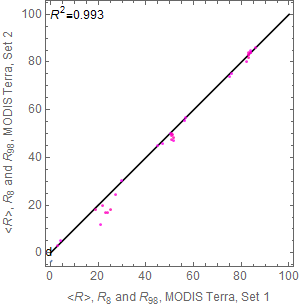 R²=0.993
100
80
60
40
20
0
d
0 20 40 60 80 100
<R>, R₈ and R₉₈, MODIS Terra, Set 2
<R>, R₈ and R₉₈, MODIS Terra, Set 1